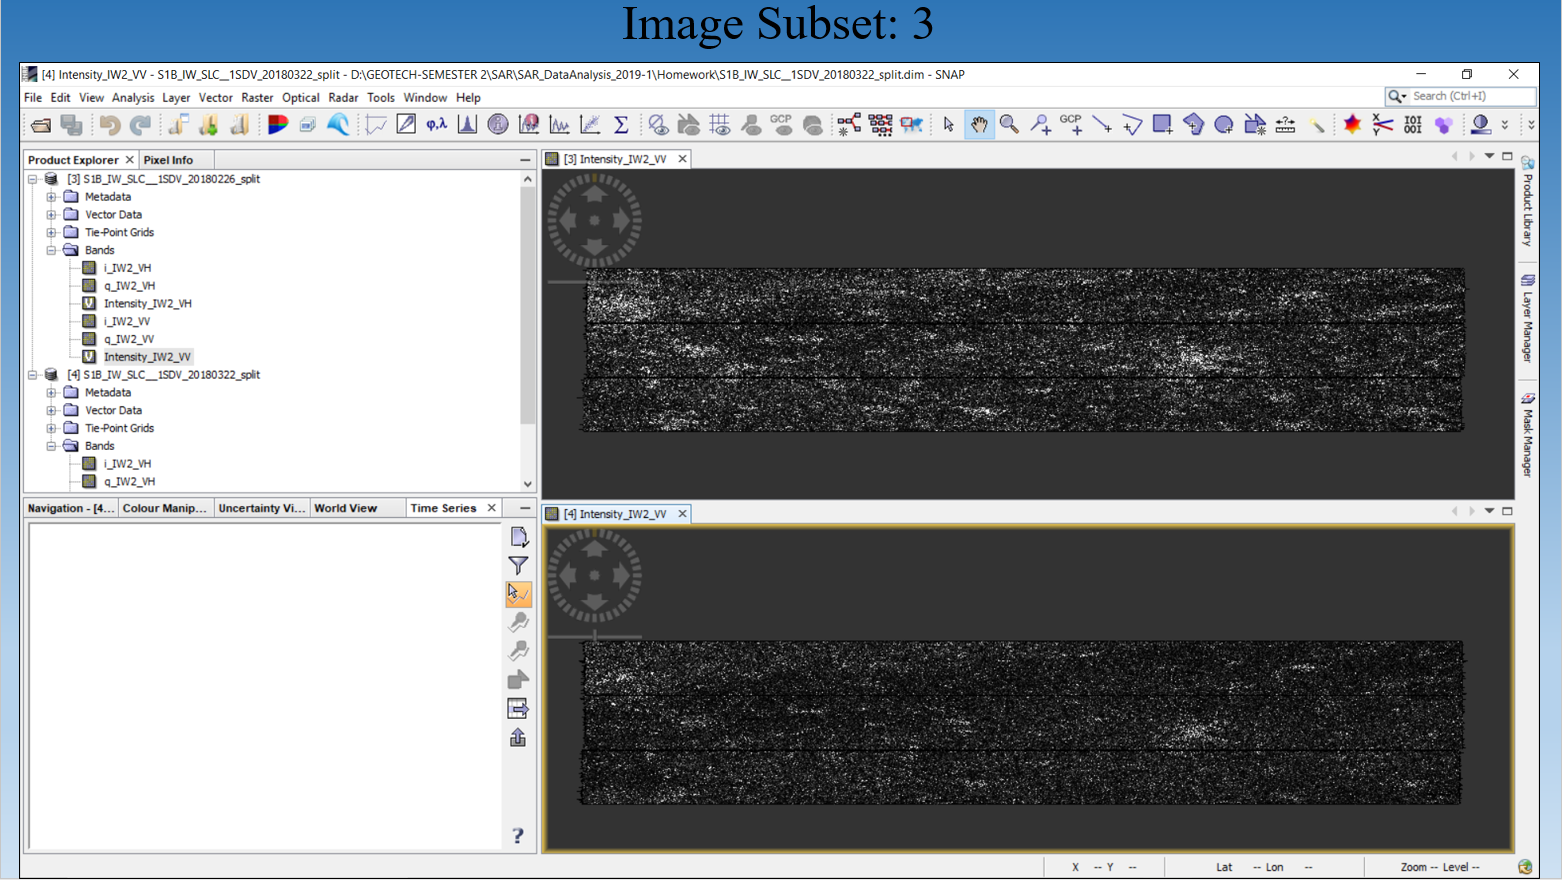 Image Subset: 3
[4] Intensity_IW2_VV - S1B_IW_SLC__1SDV_20180322_split - D:\GEOTECH-SEMESTER 2\SAR\SAR_DataAnalysis_2019-1\Homework\S1B_IW_SLC__1SDV_20180322_split.dim - SNAP
File Edit View Analysis Layer Vector Raster Optical Radar Tools Window Help
Search (Ctrl+I)
φ,λ Σ GCP GCP
Product Explorer Pixel Info
[3] S1B_IW_SLC__1SDV_20180226_split
Metadata
Vector Data
Tie-Point Grids
Bands
i_IW2_VH
q_IW2_VH
Intensity_IW2_VH
i_IW2_VV
q_IW2_VV
Intensity_IW2_VV
[4] S1B_IW_SLC__1SDV_20180322_split
Metadata
Vector Data
Tie-Point Grids
Bands
i_IW2_VH
q_IW2_VH
Navigation - [4... Colour Manip... Uncertainty Vi... World View Time Series
?
[3] Intensity_IW2_VV
[4] Intensity_IW2_VV
Product Library
Layer Manager
Mask Manager
X -- Y -- Lat -- Lon -- Zoom -- Level --